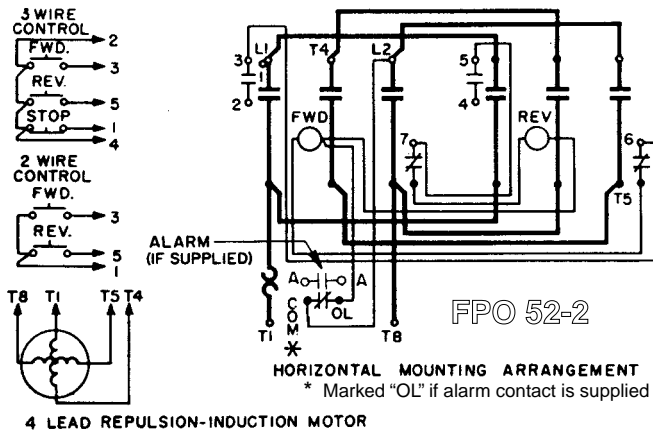 3 WIRE
CONTROL
FWD.
2
3
REV.
5
STOP
1
4
2 WIRE
CONTROL
FWD.
3
REV.
5
1
T8 T1 T5 T4
4 LEAD REPULSION-INDUCTION MOTOR
3 L1 T4 L2 5
1
2 4
FWD 7 REV 6
T5
ALARM
(IF SUPPLIED)
A A
COM OL
*
T1 T8
FPO 52-2
HORIZONTAL MOUNTING ARRANGEMENT
* Marked “OL” if alarm contact is supplied